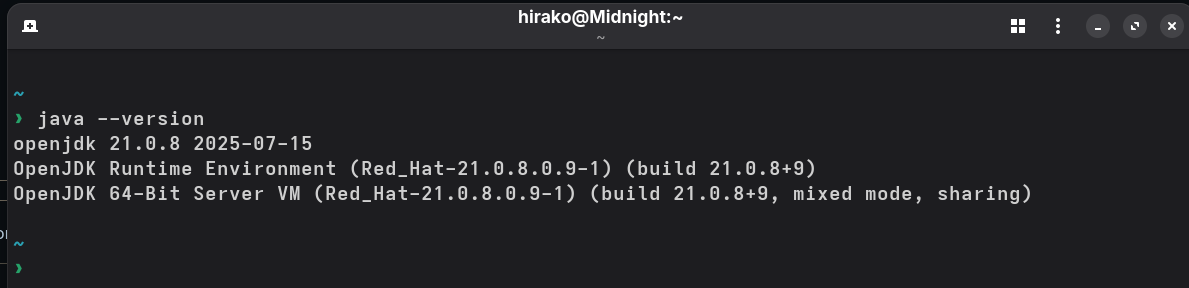 hirako@Midnight:~
~
~
❯ java --version
openjdk 21.0.8 2025-07-15
OpenJDK Runtime Environment (Red_Hat-21.0.8.0.9-1) (build 21.0.8+9)
OpenJDK 64-Bit Server VM (Red_Hat-21.0.8.0.9-1) (build 21.0.8+9, mixed mode, sharing)
~
❯